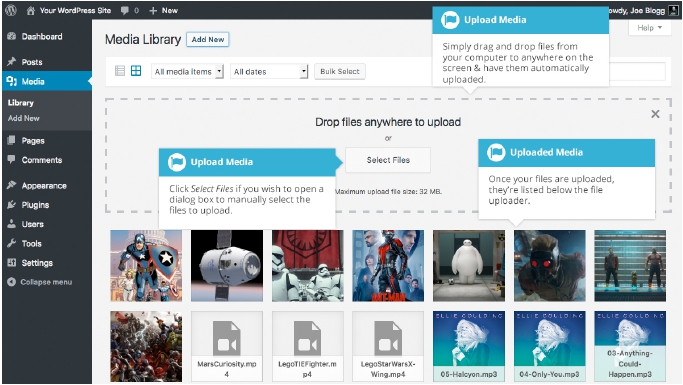 Your WordPress Site 0 + New
owdy, Joe Blogg
Dashboard
Posts
Media
Library
Add New
Pages
Comments
Appearance
Plugins
Users
Tools
Settings
Collapse menu
Media Library Add New
Help
All media items All dates Bulk Select
Upload Media
Simply drag and drop files from
your computer to anywhere on the
screen & have them automatically
uploaded.
Drop files anywhere to upload
or
Select Files
Maximum upload file size: 32 MB.
Upload Media
Click Select Files if you wish to open a
dialog box to manually select the
files to upload.
Uploaded Media
Once your files are uploaded,
they're listed below the file
uploader.
ANT-MAN
MarsCuriosity.mp
4
LegoTIEFighter.m
p4
LegoStarWarsX-
Wing.mp4
ELLIE GOULDING
05-Halcyon.mp3
ELLIE GOULDING
04-Only-You.mp3
03-Anything-
Could-
Happen.mp3